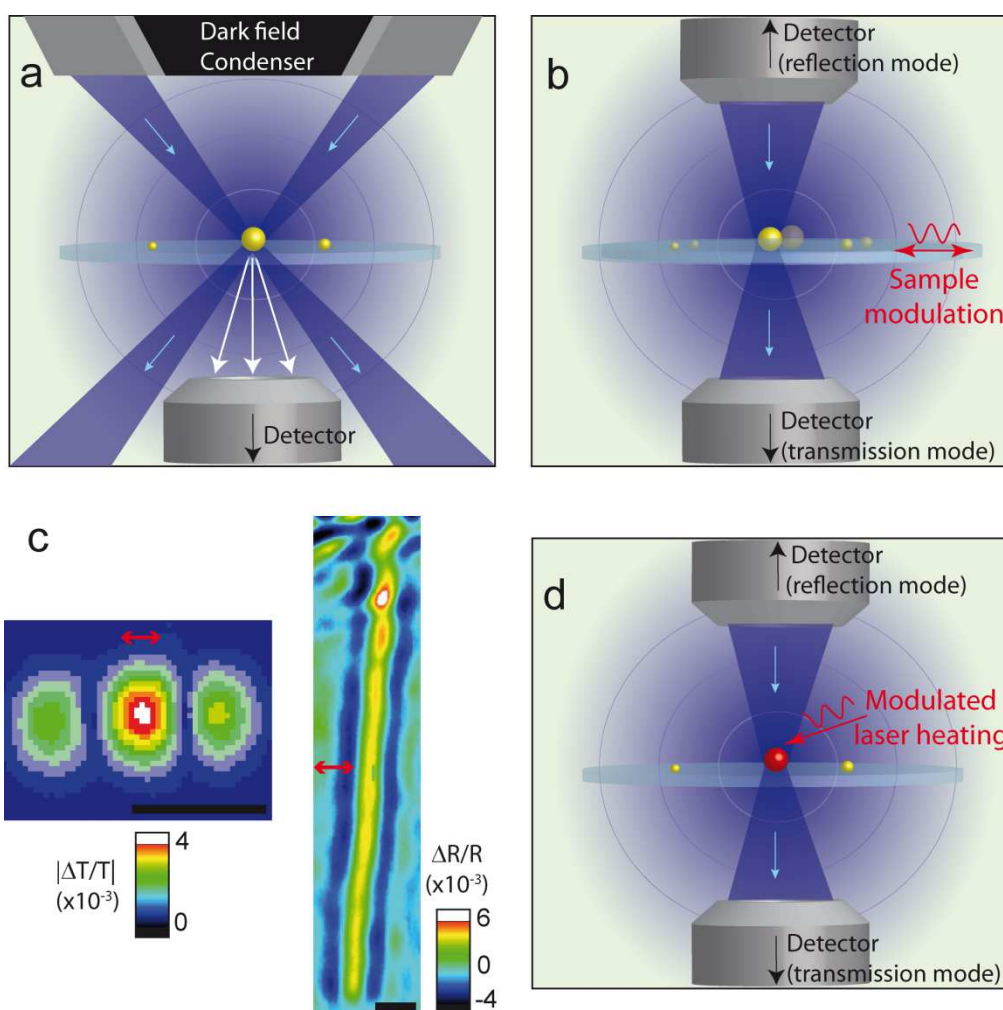 a
Dark field
Condenser
Detector
b
Detector
(reflection mode)
Sample
modulation
Detector
(transmission mode)
c
|ΔT/T|
(x10⁻³)
4
0
ΔR/R
(x10⁻³)
6
0
-4
d
Detector
(reflection mode)
Modulated
laser heating
Detector
(transmission mode)